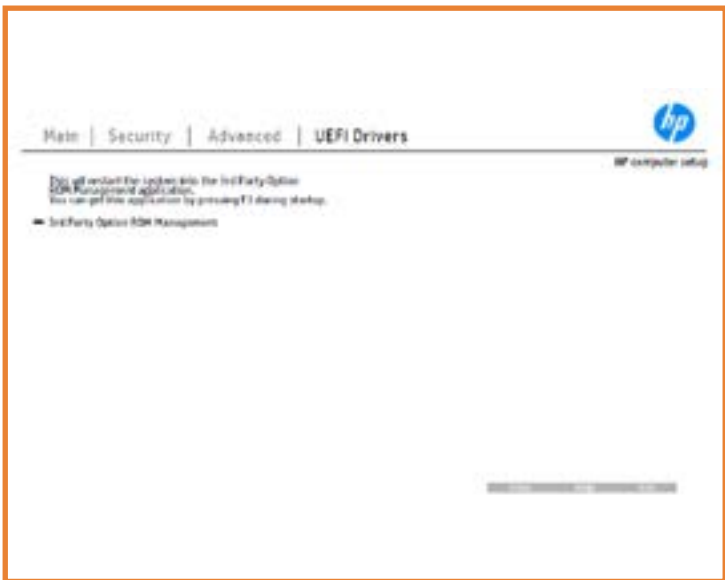 Main | Security | Advanced | UEFI Drivers
hp
HP computer setup
This will restart the system into the 3rd Party Option
ROM Management application.
You can get this application by pressing F3 during startup.
3rd Party Option ROM Management